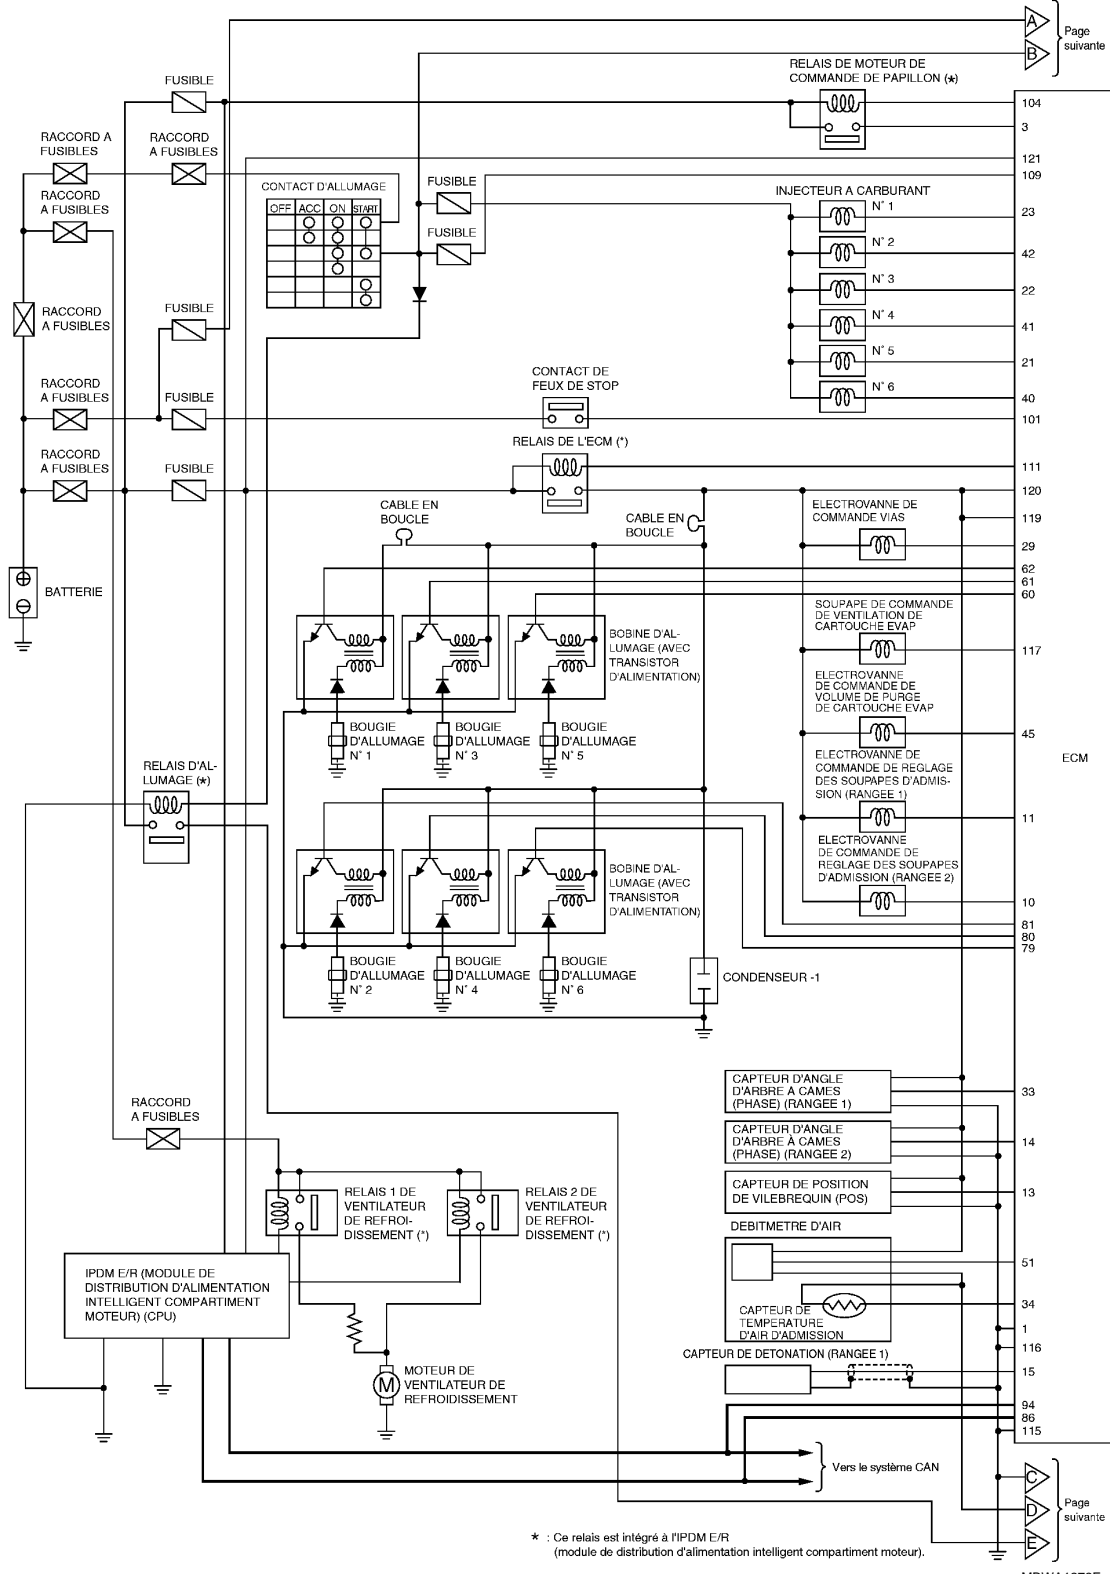 A
Page
suivante
B
RELAIS DE MOTEUR DE
COMMANDE DE PAPILLON (*)
FUSIBLE
104
3
RACCORD A
FUSIBLES
RACCORD
A FUSIBLES
121
109
CONTACT D'ALLUMAGE
OFF ACC ON START
FUSIBLE
INJECTEUR A CARBURANT
RACCORD
A FUSIBLES
N° 1
23
FUSIBLE
N° 2
42
N° 3
22
RACCORD
A FUSIBLES
FUSIBLE
N° 4
41
N° 5
21
CONTACT DE
FEUX DE STOP
RACCORD
A FUSIBLES
FUSIBLE
N° 6
40
101
RELAIS DE L'ECM (*)
RACCORD
A FUSIBLES
FUSIBLE
111
120
CABLE EN
BOUCLE
CABLE EN
BOUCLE
ELECTROVANNE DE
COMMANDE VIAS
119
29
62
61
60
BATTERIE
SOUPAPE DE COMMANDE
DE VENTILATION DE
CARTOUCHE EVAP
BOBINE D'AL-
LUMAGE (AVEC
TRANSISTOR
D'ALIMENTATION)
117
ELECTROVANNE
DE COMMANDE DE
VOLUME DE PURGE
DE CARTOUCHE EVAP
BOUGIE
D'ALLUMAGE
N° 1
BOUGIE
D'ALLUMAGE
N° 3
BOUGIE
D'ALLUMAGE
N° 5
45
ECM
RELAIS D'AL-
LUMAGE (*)
ELECTROVANNE DE
COMMANDE DE REGLAGE
DES SOUPAPES D'ADMIS-
SION (RANGEE 1)
11
ELECTROVANNE
DE COMMANDE DE
REGLAGE DES SOUPAPES
D'ADMISSION (RANGEE 2)
BOBINE D'AL-
LUMAGE (AVEC
TRANSISTOR
D'ALIMENTATION)
10
81
80
79
BOUGIE
D'ALLUMAGE
N° 2
BOUGIE
D'ALLUMAGE
N° 4
BOUGIE
D'ALLUMAGE
N° 6
CONDENSEUR -1
CAPTEUR D'ANGLE
D'ARBRE A CAMES
(PHASE) (RANGEE 1)
33
RACCORD
A FUSIBLES
CAPTEUR D'ANGLE
D'ARBRE À CAMES
(PHASE) (RANGEE 2)
14
CAPTEUR DE POSITION
DE VILEBREQUIN (POS)
13
RELAIS 1 DE
VENTILATEUR
DE REFROI-
DISSEMENT (*)
RELAIS 2 DE
VENTILATEUR
DE REFROI-
DISSEMENT (*)
DEBITMETRE D'AIR
51
IPDM E/R (MODULE DE
DISTRIBUTION D'ALIMENTATION
INTELLIGENT COMPARTIMENT
MOTEUR) (CPU)
34
CAPTEUR DE
TEMPERATURE
D'AIR D'ADMISSION
1
116
CAPTEUR DE DETONATION (RANGEE 1)
15
M
MOTEUR DE
VENTILATEUR DE
REFROIDISSEMENT
94
86
115
Vers le système CAN
C
D
E
Page
suivante
* : Ce relais est intégré à l'IPDM E/R
(module de distribution d'alimentation intelligent compartiment moteur).